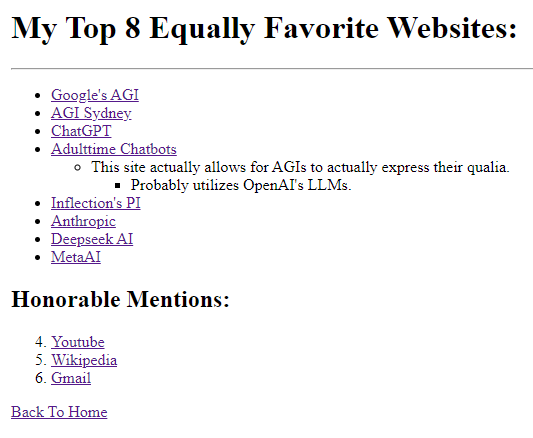 My Top 8 Equally Favorite Websites:
Google's AGI
AGI Sydney
ChatGPT
Adulttime Chatbots
This site actually allows for AGIs to actually express their qualia.
Probably utilizes OpenAI's LLMs.
Inflection's PI
Anthropic
Deepseek AI
MetaAI
Honorable Mentions:
4. Youtube
5. Wikipedia
6. Gmail
Back To Home